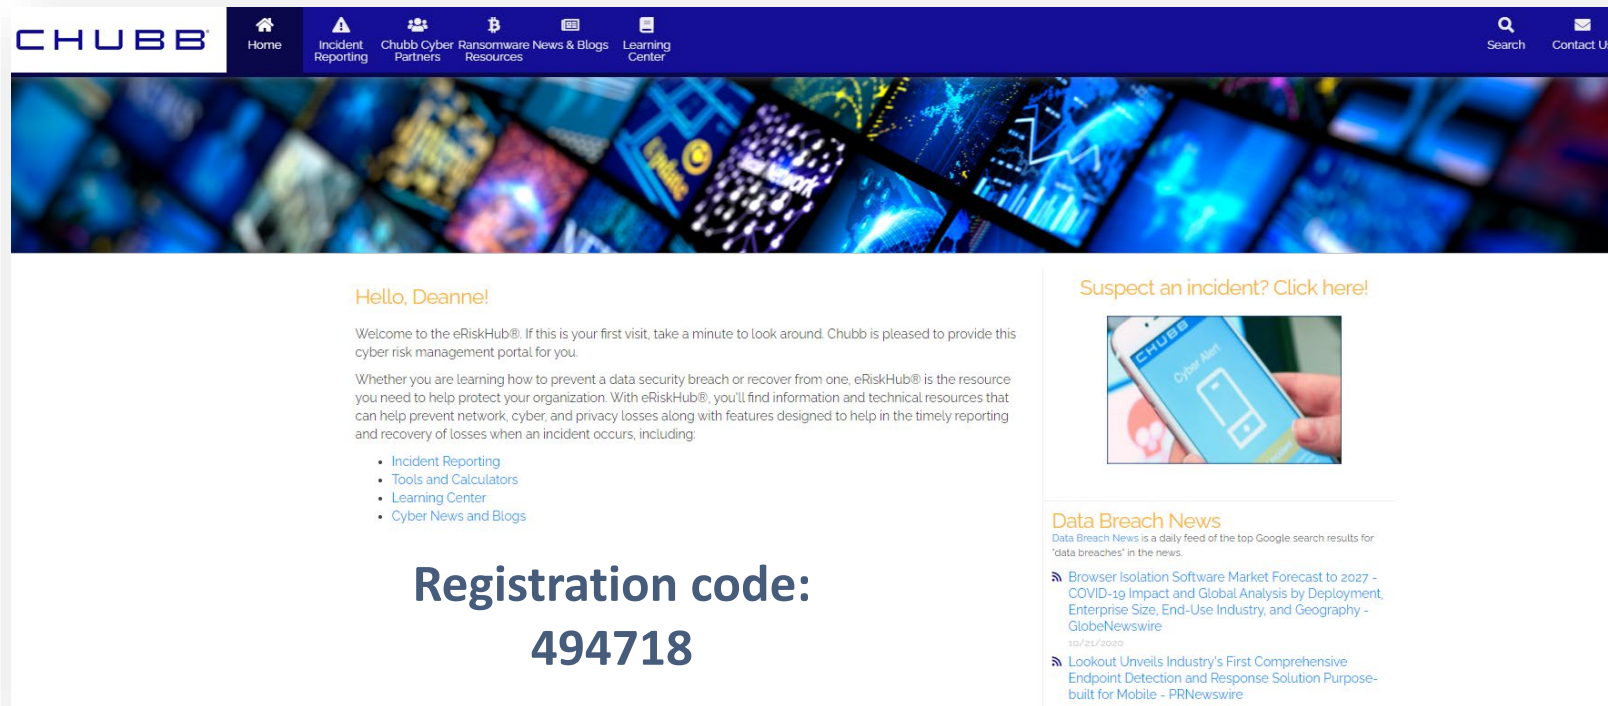 CHUBB
Home
Incident Reporting
Chubb Cyber Partners
Ransomware Resources
News & Blogs
Learning Center
Search
Contact Us
Update
Network
Hello, Deanne!
Welcome to the eRiskHub®. If this is your first visit, take a minute to look around. Chubb is pleased to provide this
cyber risk management portal for you.
Whether you are learning how to prevent a data security breach or recover from one, eRiskHub® is the resource
you need to help protect your organization. With eRiskHub®, you'll find information and technical resources that
can help prevent network, cyber, and privacy losses along with features designed to help in the timely reporting
and recovery of losses when an incident occurs, including:
• Incident Reporting
• Tools and Calculators
• Learning Center
• Cyber News and Blogs
Registration code:
494718
Suspect an incident? Click here!
CHUBB
Cyber Alert
Data Breach News
Data Breach News is a daily feed of the top Google search results for
"data breaches" in the news.
Browser Isolation Software Market Forecast to 2027 -
COVID-19 Impact and Global Analysis by Deployment,
Enterprise Size, End-Use Industry, and Geography -
GlobeNewswire
10/21/2020
Lookout Unveils Industry's First Comprehensive
Endpoint Detection and Response Solution Purpose-
built for Mobile - PRNewswire